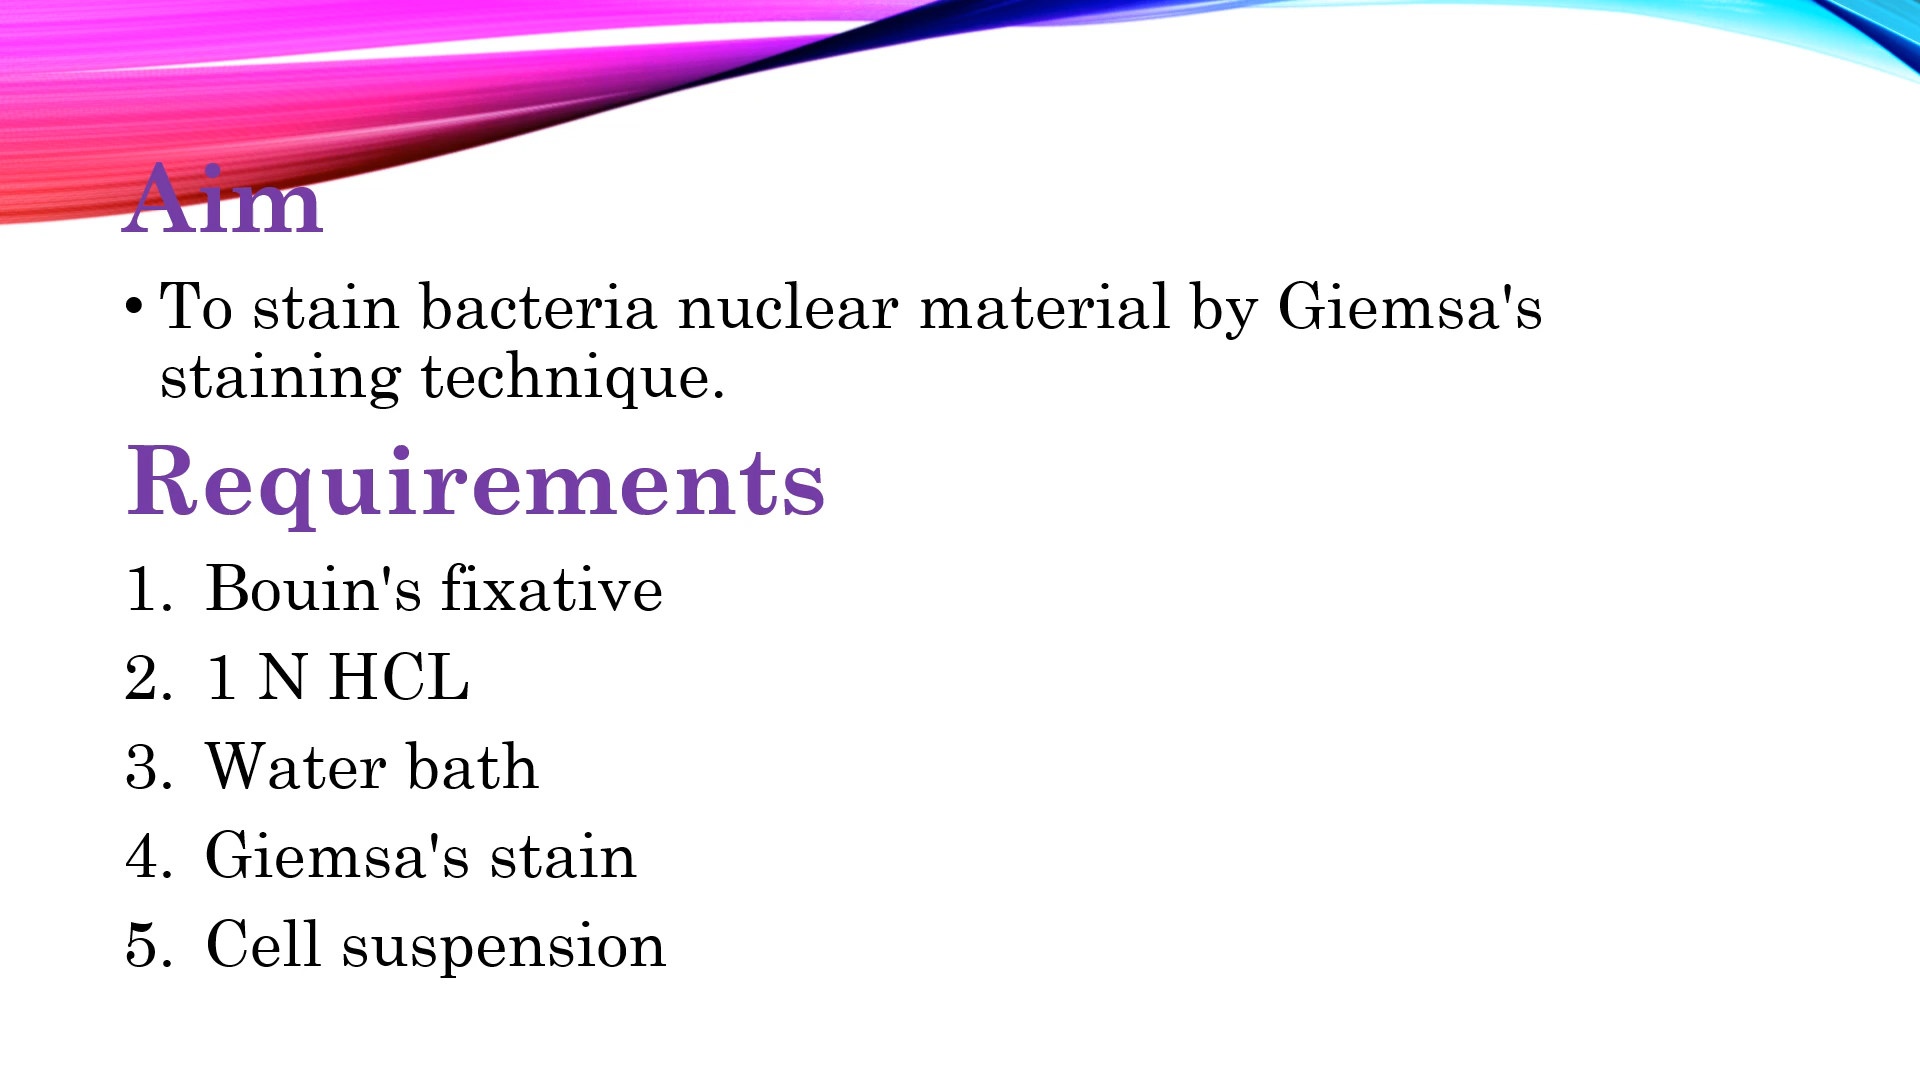 Aim
• To stain bacteria nuclear material by Giemsa's
staining technique.
Requirements
1. Bouin's fixative
2. 1 N HCL
3. Water bath
4. Giemsa's stain
5. Cell suspension